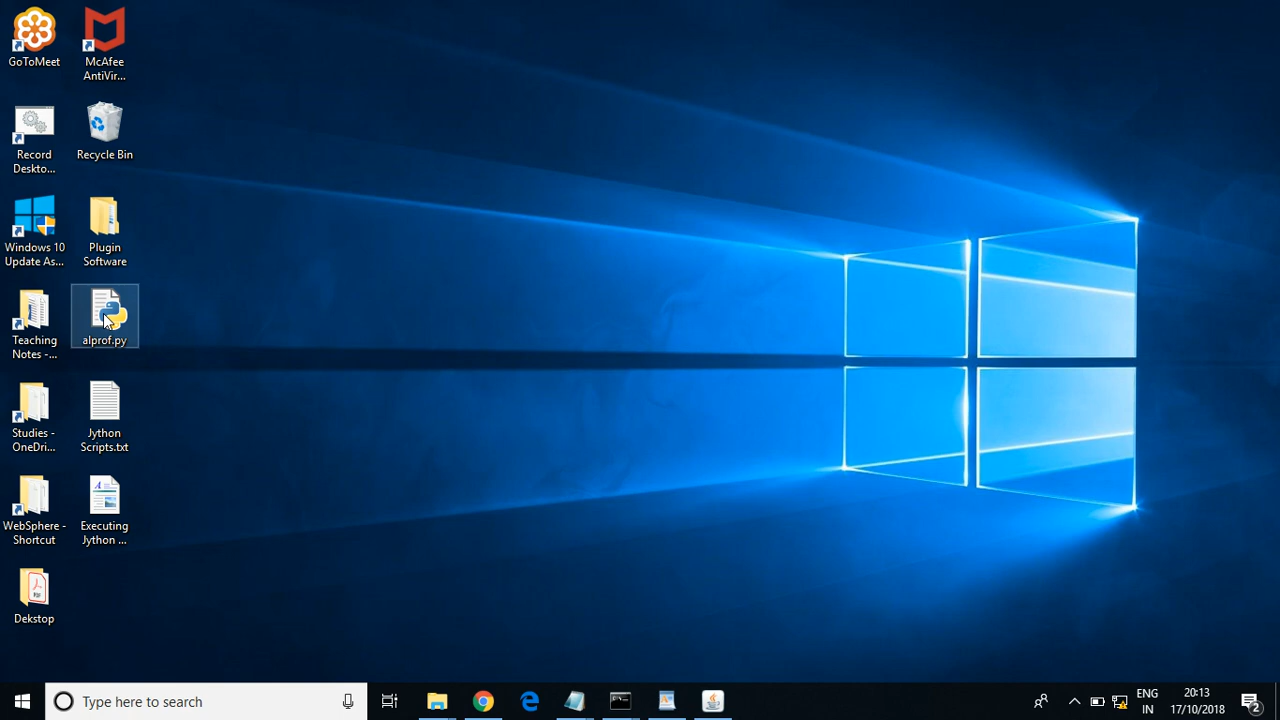 GoToMeet
McAfee
AntiVir...
Record
Deskto...
Recycle Bin
Windows 10
Update As...
Plugin
Software
Teaching
Notes -...
alprof.py
Studies -
OneDri...
Jython
Scripts.txt
WebSphere -
Shortcut
Executing
Jython ...
Dekstop
PDF
Type here to search
ENG
IN
20:13
17/10/2018
2